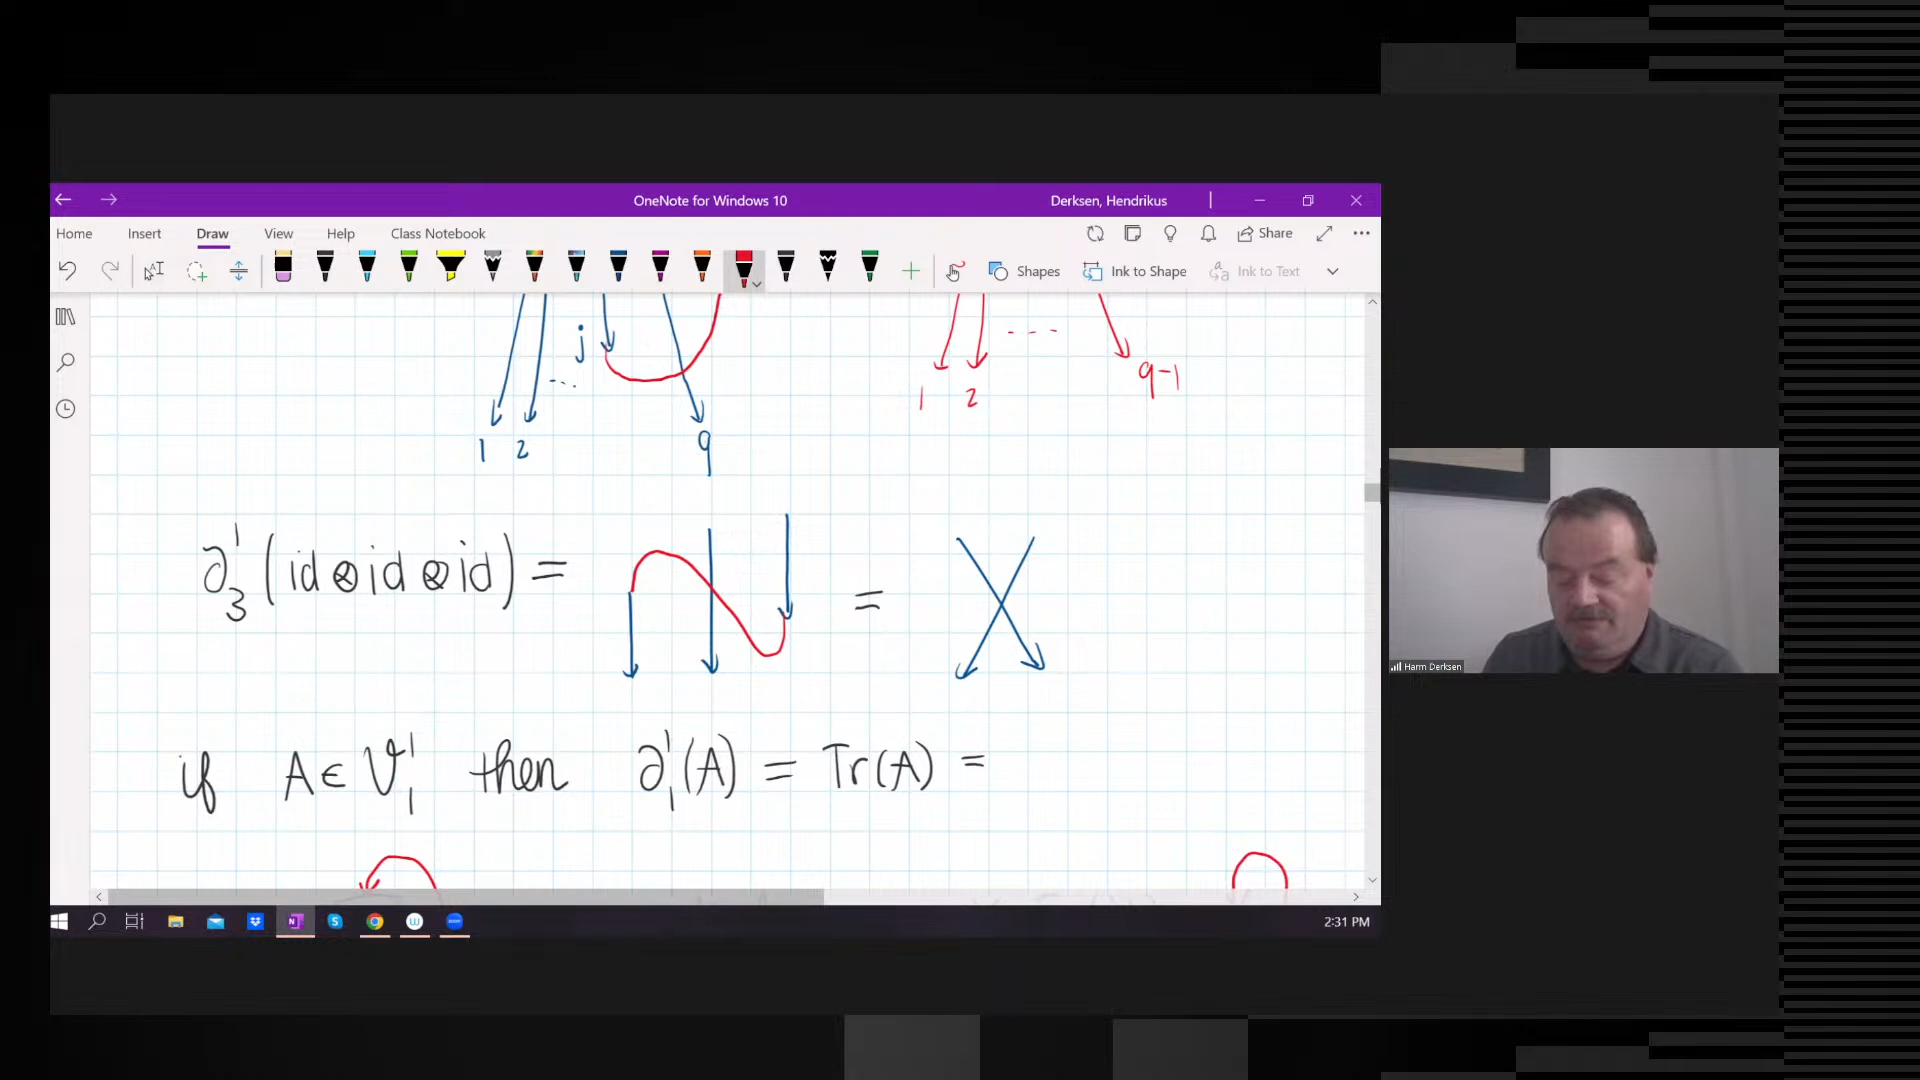 OneNote for Windows 10
Derksen, Hendrikus
Home Insert Draw View Help Class Notebook
Share
Shapes Ink to Shape Ink to Text
j
...
1 2 q
- - - -
1 2 q-1
∂¹₃(id⊗id⊗id) = =
if A∈V¹₁ then ∂¹₁(A) = Tr(A) =
Harm Derksen
2:31 PM